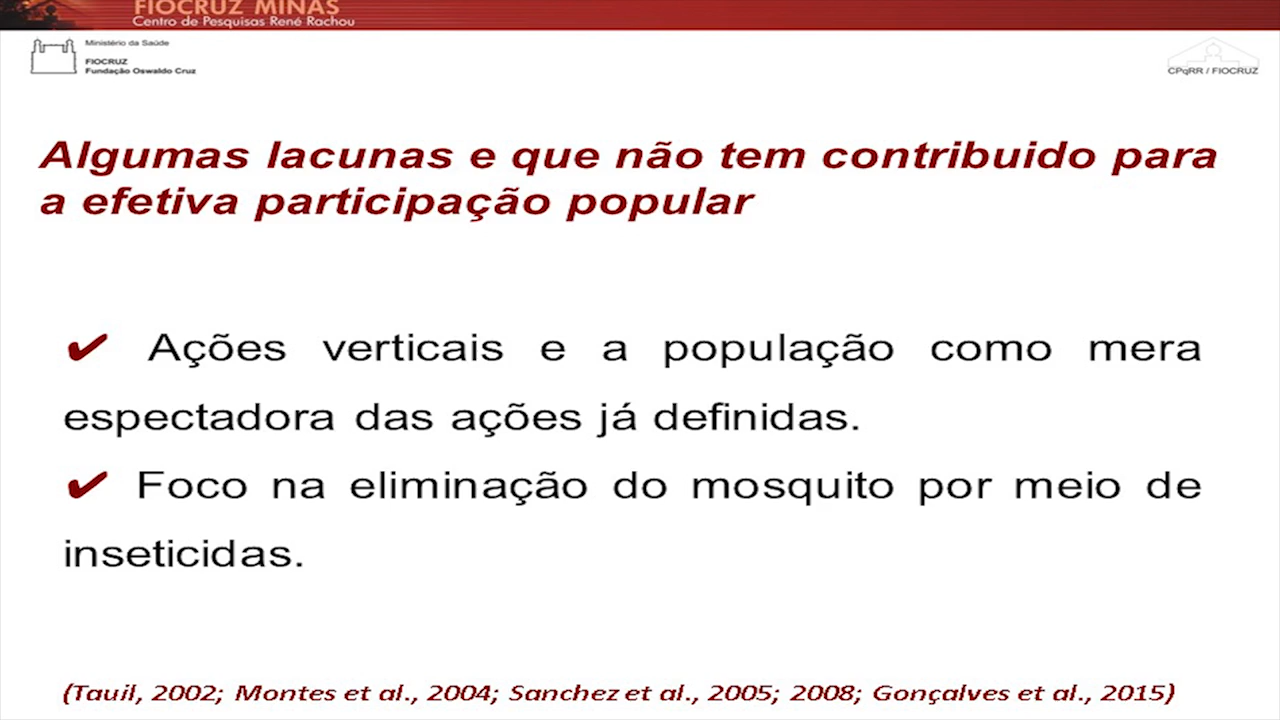 FIOCRUZ MINAS
Centro de Pesquisas René Rachou
Ministério da Saúde
FIOCRUZ
Fundação Oswaldo Cruz
CPqRR / FIOCRUZ
Algumas lacunas e que não tem contribuido para
a efetiva participação popular
✔ Ações verticais e a população como mera
espectadora das ações já definidas.
✔ Foco na eliminação do mosquito por meio de
inseticidas.
(Tauil, 2002; Montes et al., 2004; Sanchez et al., 2005; 2008; Gonçalves et al., 2015)